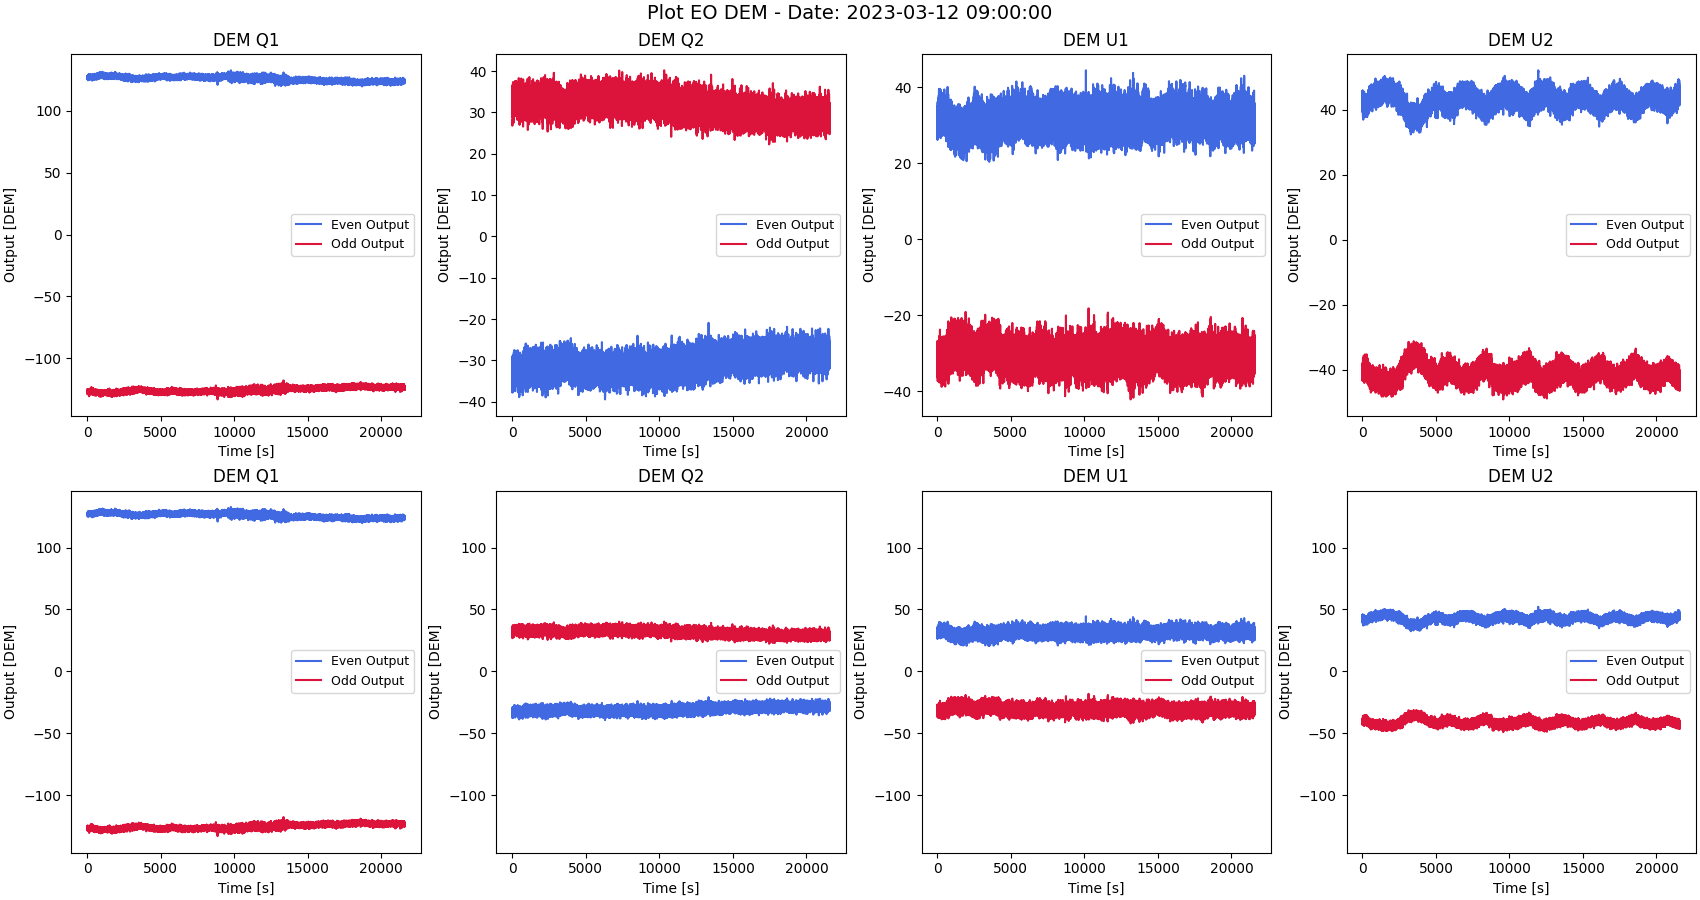 Plot EO DEM - Date: 2023-03-12 09:00:00
DEM Q1
DEM Q2
DEM U1
DEM U2
Output [DEM]
100
50
0
−50
−100
Even Output
Odd Output
0 5000 10000 15000 20000
Time [s]
Output [DEM]
40
30
20
10
0
−10
−20
−30
−40
Even Output
Odd Output
0 5000 10000 15000 20000
Time [s]
Output [DEM]
40
20
0
−20
−40
Even Output
Odd Output
0 5000 10000 15000 20000
Time [s]
Output [DEM]
40
20
0
−20
−40
Even Output
Odd Output
0 5000 10000 15000 20000
Time [s]
DEM Q1
DEM Q2
DEM U1
DEM U2
Output [DEM]
100
50
0
−50
−100
Even Output
Odd Output
0 5000 10000 15000 20000
Time [s]
Output [DEM]
100
50
0
−50
−100
Even Output
Odd Output
0 5000 10000 15000 20000
Time [s]
Output [DEM]
100
50
0
−50
−100
Even Output
Odd Output
0 5000 10000 15000 20000
Time [s]
Output [DEM]
100
50
0
−50
−100
Even Output
Odd Output
0 5000 10000 15000 20000
Time [s]